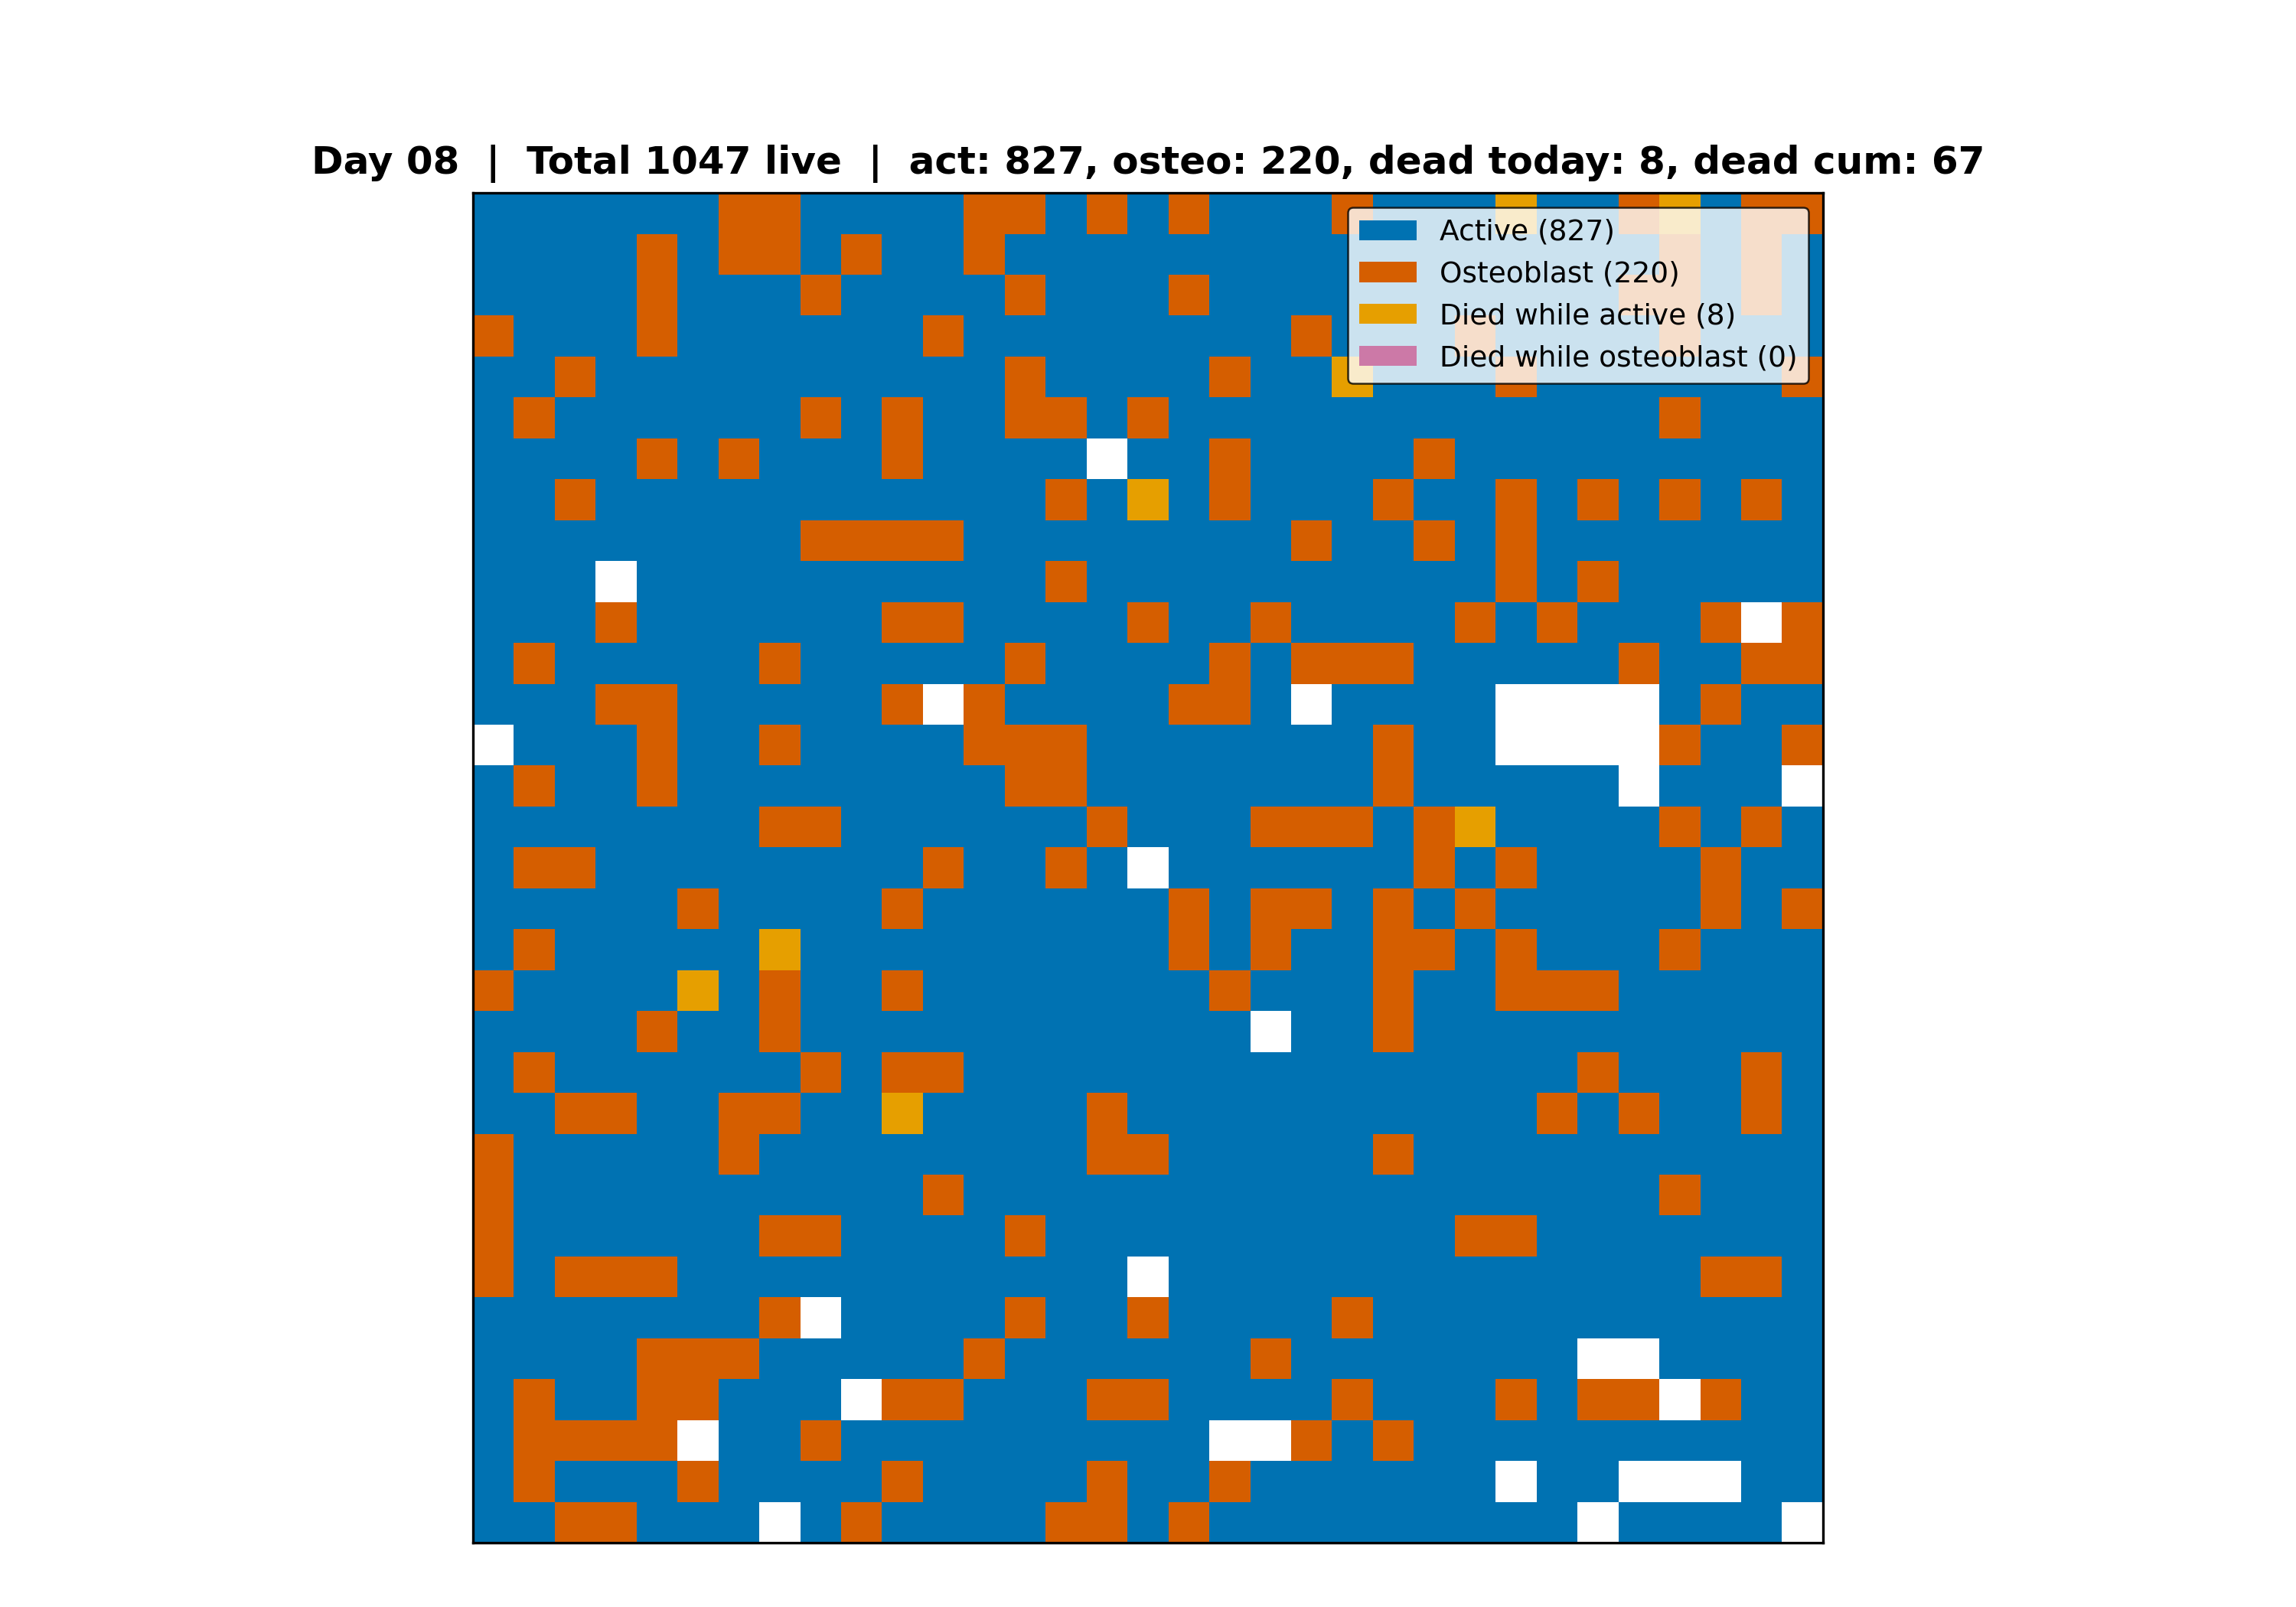 Day 08 | Total 1047 live | act: 827, osteo: 220, dead today: 8, dead cum: 67
Active (827)
Osteoblast (220)
Died while active (8)
Died while osteoblast (0)